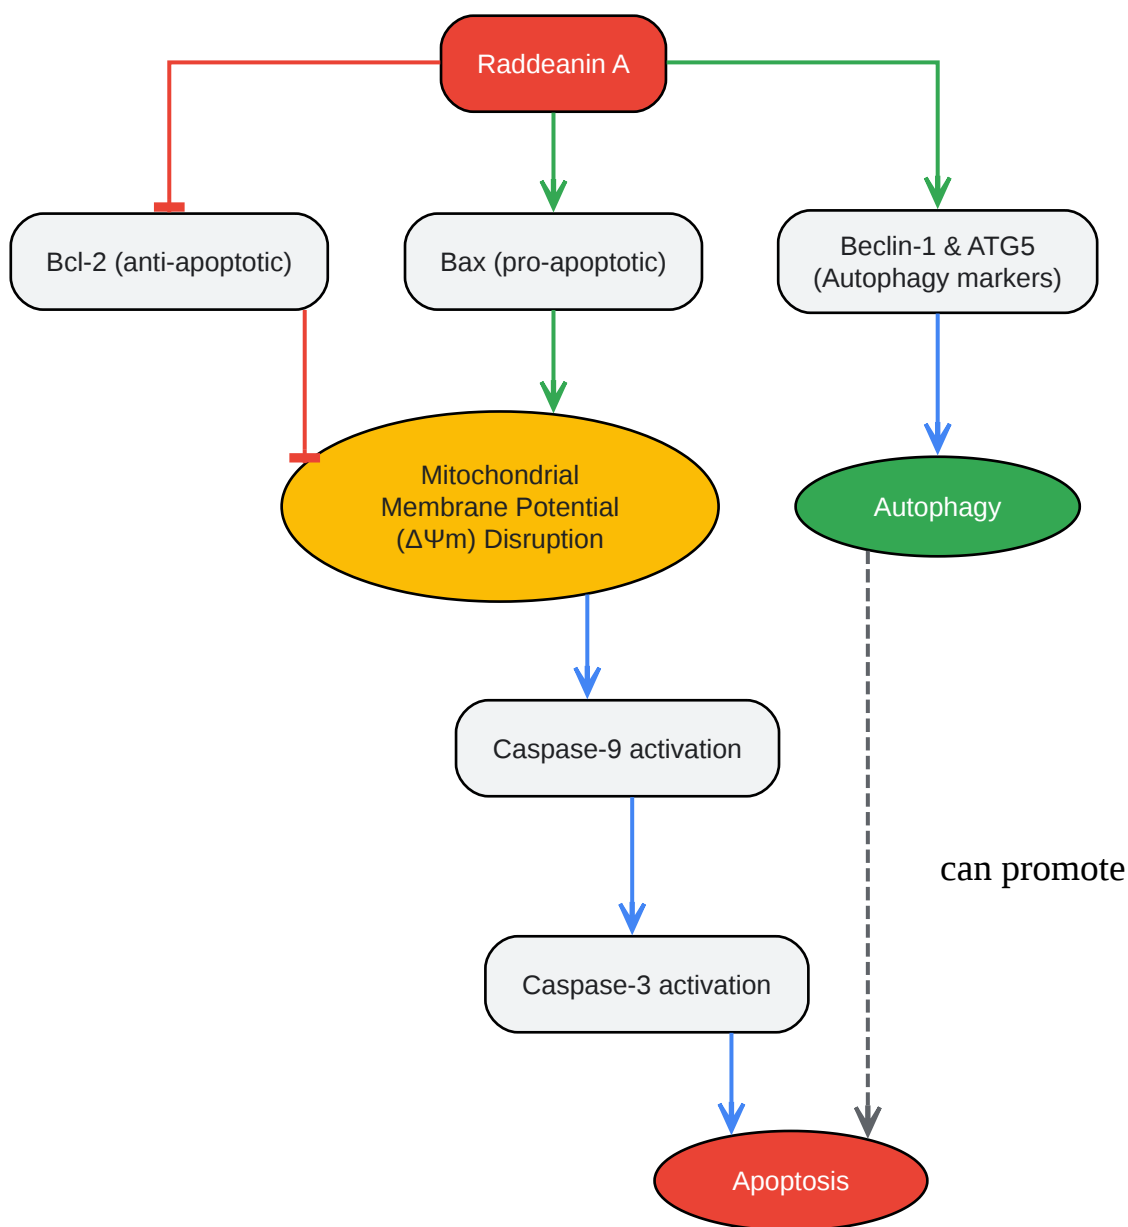 Raddeanin A
Bcl-2 (anti-apoptotic)
Bax (pro-apoptotic)
Beclin-1 & ATG5
(Autophagy markers)
Mitochondrial
Membrane Potential
(ΔΨm) Disruption
Autophagy
Caspase-9 activation
can promote
Caspase-3 activation
Apoptosis